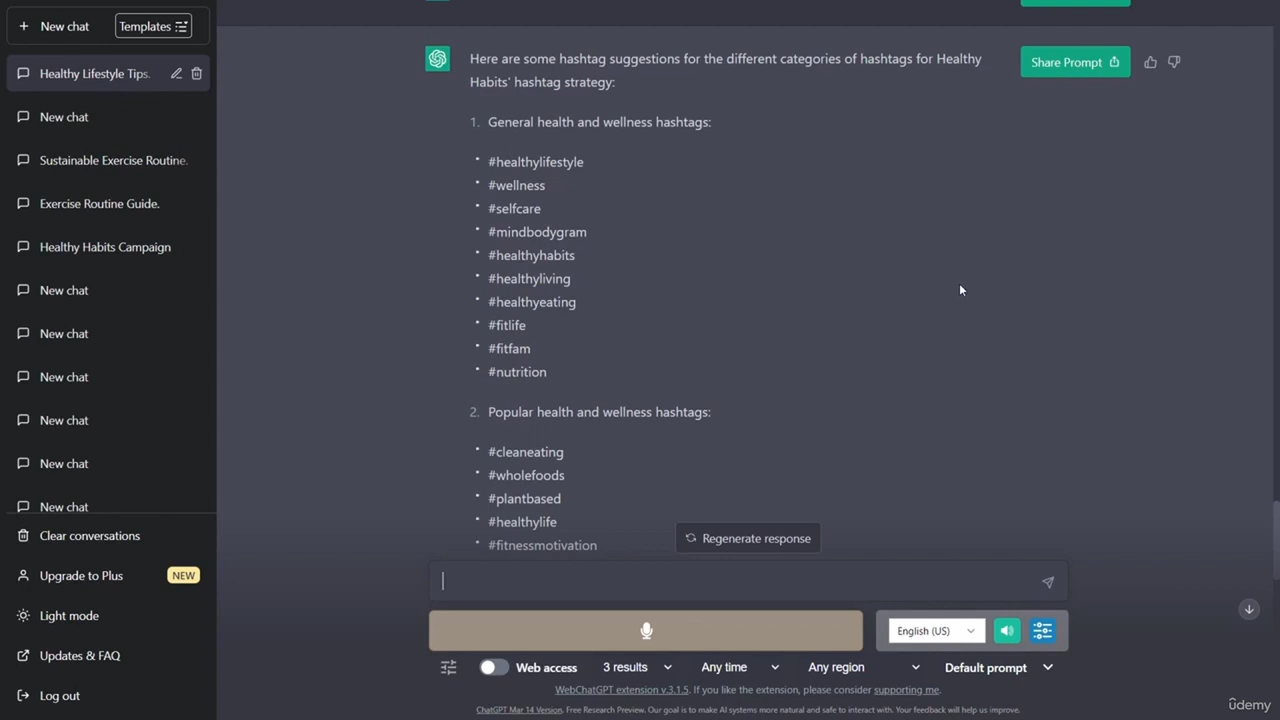 New chat
Templates
Healthy Lifestyle Tips.
New chat
Sustainable Exercise Routine.
Exercise Routine Guide.
Healthy Habits Campaign
New chat
New chat
New chat
New chat
New chat
New chat
Clear conversations
Upgrade to Plus NEW
Light mode
Updates & FAQ
Log out
Here are some hashtag suggestions for the different categories of hashtags for Healthy
Habits' hashtag strategy:
Share Prompt
1. General health and wellness hashtags:
• #healthylifestyle
• #wellness
• #selfcare
• #mindbodygram
• #healthyhabits
• #healthyliving
• #healthyeating
• #fitlife
• #fitfam
• #nutrition
2. Popular health and wellness hashtags:
• #cleaneating
• #wholefoods
• #plantbased
• #healthylife
• #fitnessmotivation
Regenerate response
English (US)
Web access
3 results
Any time
Any region
Default prompt
WebChatGPT extension v.3.1.5. If you like the extension, please consider supporting me.
ChatGPT Mar 14 Version. Free Research Preview. Our goal is to make AI systems more natural and safe to interact with. Your feedback will help us improve.
ûdemy